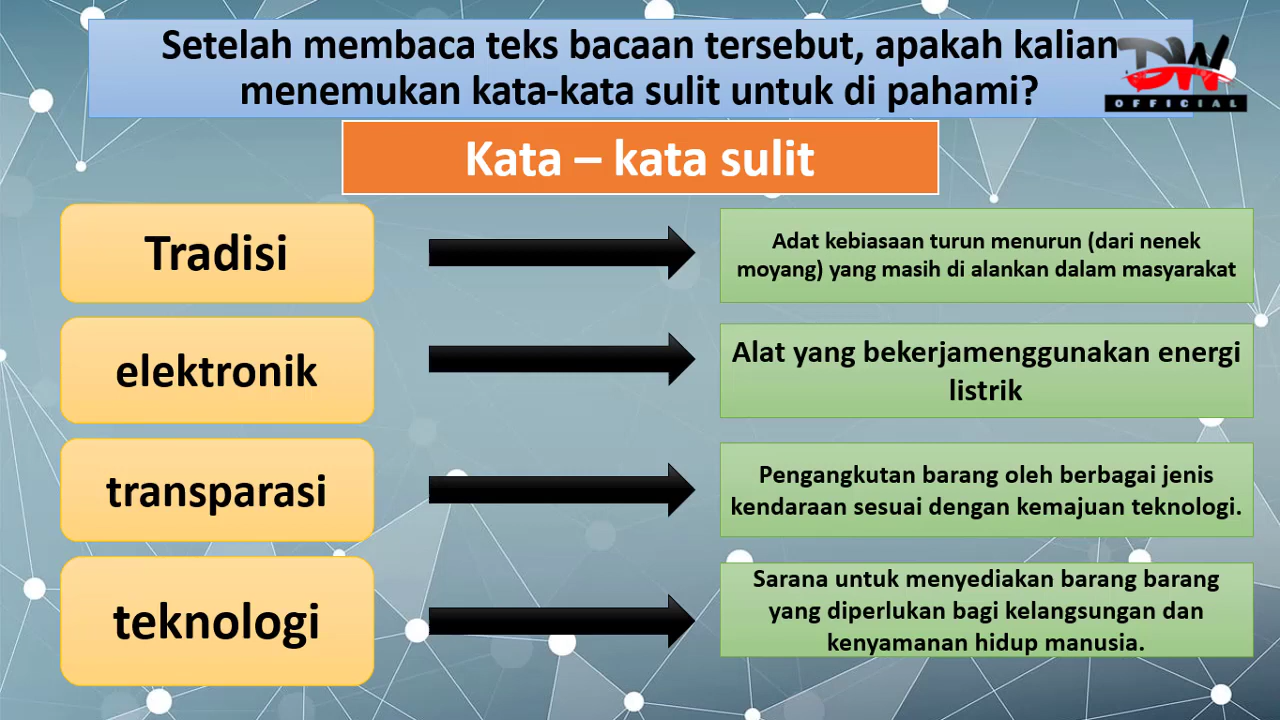 Setelah membaca teks bacaan tersebut, apakah kalian
menemukan kata-kata sulit untuk di pahami?
DW
OFFICIAL
Kata – kata sulit
Tradisi
Adat kebiasaan turun menurun (dari nenek
moyang) yang masih di alankan dalam masyarakat
elektronik
Alat yang bekerjamenggunakan energi
listrik
transparasi
Pengangkutan barang oleh berbagai jenis
kendaraan sesuai dengan kemajuan teknologi.
teknologi
Sarana untuk menyediakan barang barang
yang diperlukan bagi kelangsungan dan
kenyamanan hidup manusia.